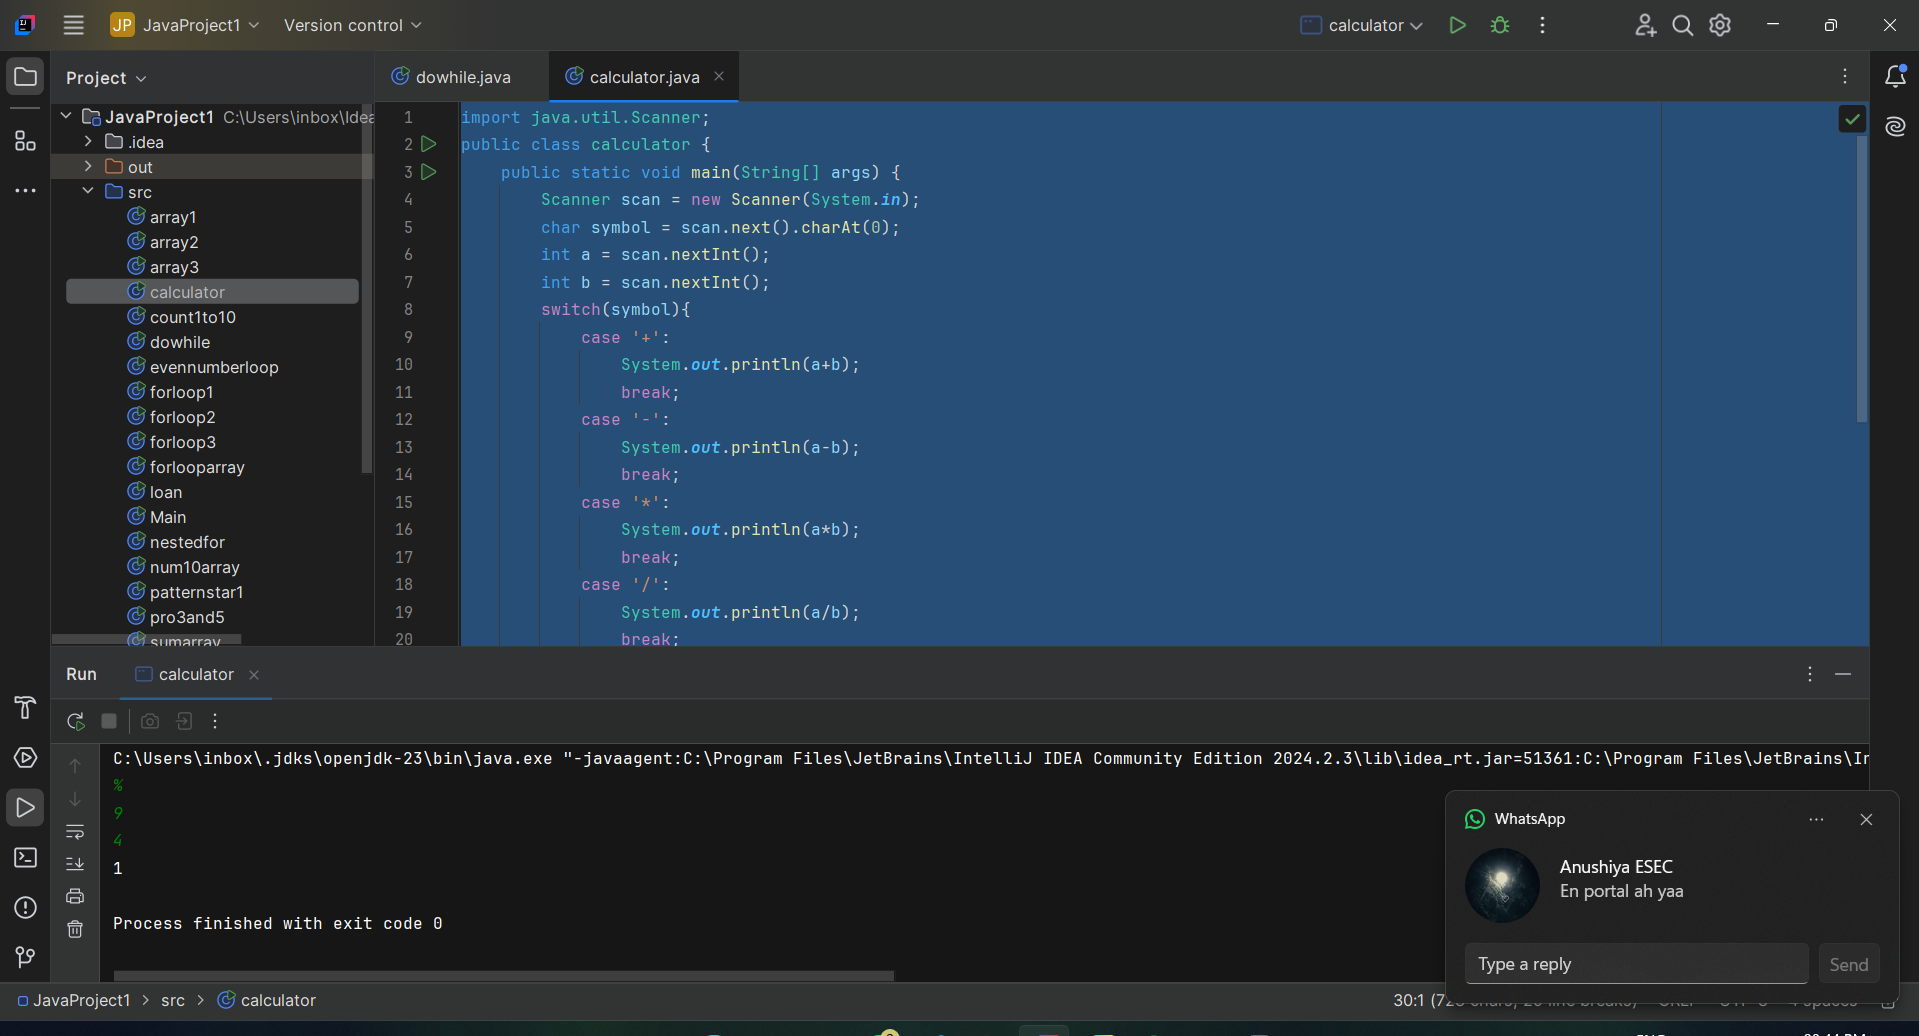 JP JavaProject1 Version control calculator
Project
dowhile.java calculator.java
JavaProject1 C:\Users\inbox\Idea
.idea
out
src
array1
array2
array3
calculator
count1to10
dowhile
evennumberloop
forloop1
forloop2
forloop3
forlooparray
loan
Main
nestedfor
num10array
patternstar1
pro3and5
sumarray
1 import java.util.Scanner;
2 public class calculator {
3 public static void main(String[] args) {
4 Scanner scan = new Scanner(System.in);
5 char symbol = scan.next().charAt(0);
6 int a = scan.nextInt();
7 int b = scan.nextInt();
8 switch(symbol){
9 case '+':
10 System.out.println(a+b);
11 break;
12 case '-':
13 System.out.println(a-b);
14 break;
15 case '*':
16 System.out.println(a*b);
17 break;
18 case '/':
19 System.out.println(a/b);
20 break;
Run calculator
C:\Users\inbox\.jdks\openjdk-23\bin\java.exe "-javaagent:C:\Program Files\JetBrains\IntelliJ IDEA Community Edition 2024.2.3\lib\idea_rt.jar=51361:C:\Program Files\JetBrains\In
%
9
4
1
Process finished with exit code 0
WhatsApp
Anushiya ESEC
En portal ah yaa
Type a reply Send
JavaProject1 > src > calculator 30:1